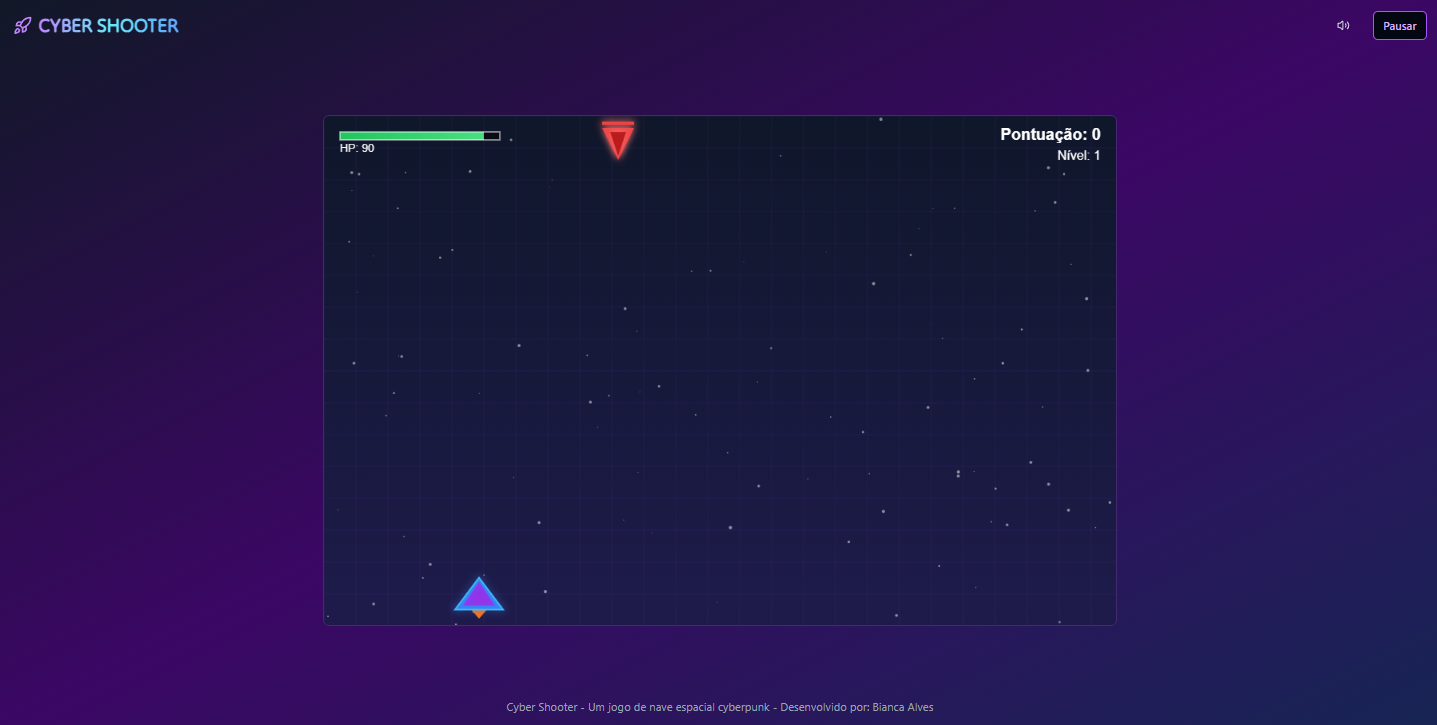 CYBER SHOOTER
Pausar
HP: 90
Pontuação: 0
Nível: 1
Cyber Shooter - Um jogo de nave espacial cyberpunk - Desenvolvido por: Bianca Alves